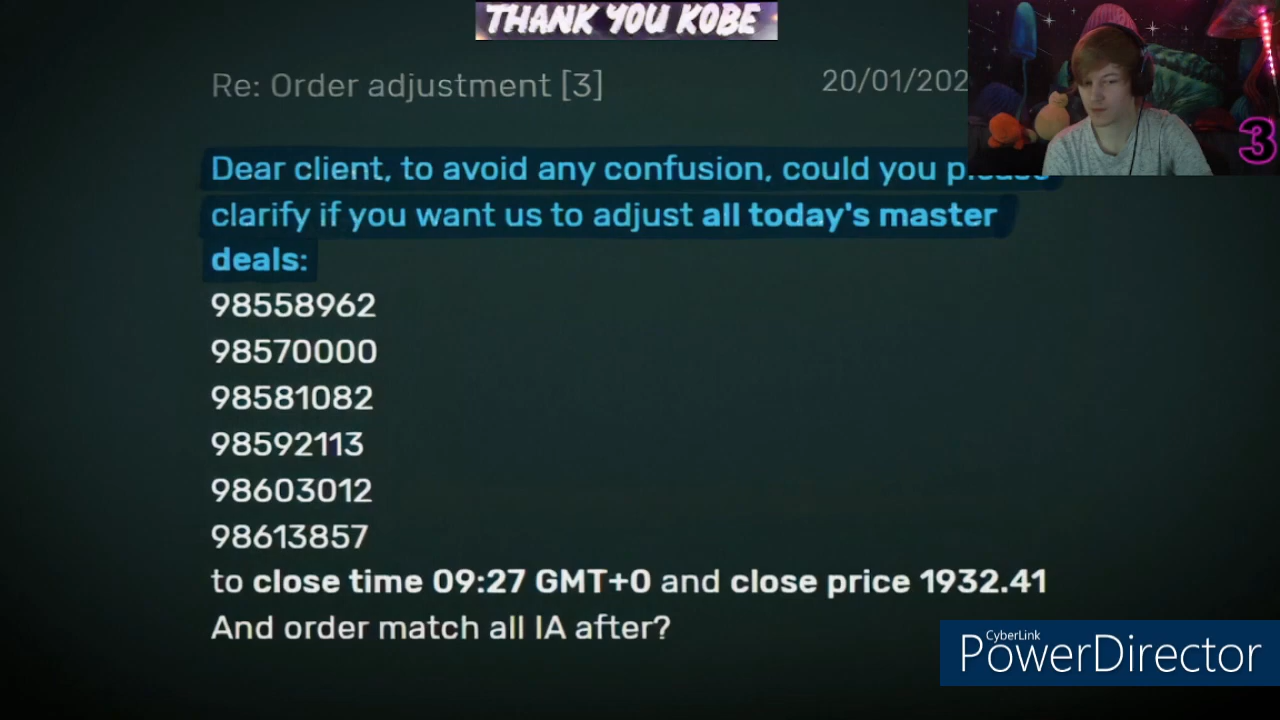 THANK YOU KOBE
Re: Order adjustment [3] 20/01/202
Dear client, to avoid any confusion, could you please
clarify if you want us to adjust all today's master
deals:
98558962
98570000
98581082
98592113
98603012
98613857
to close time 09:27 GMT+0 and close price 1932.41
And order match all IA after?
3
CyberLink
PowerDirector